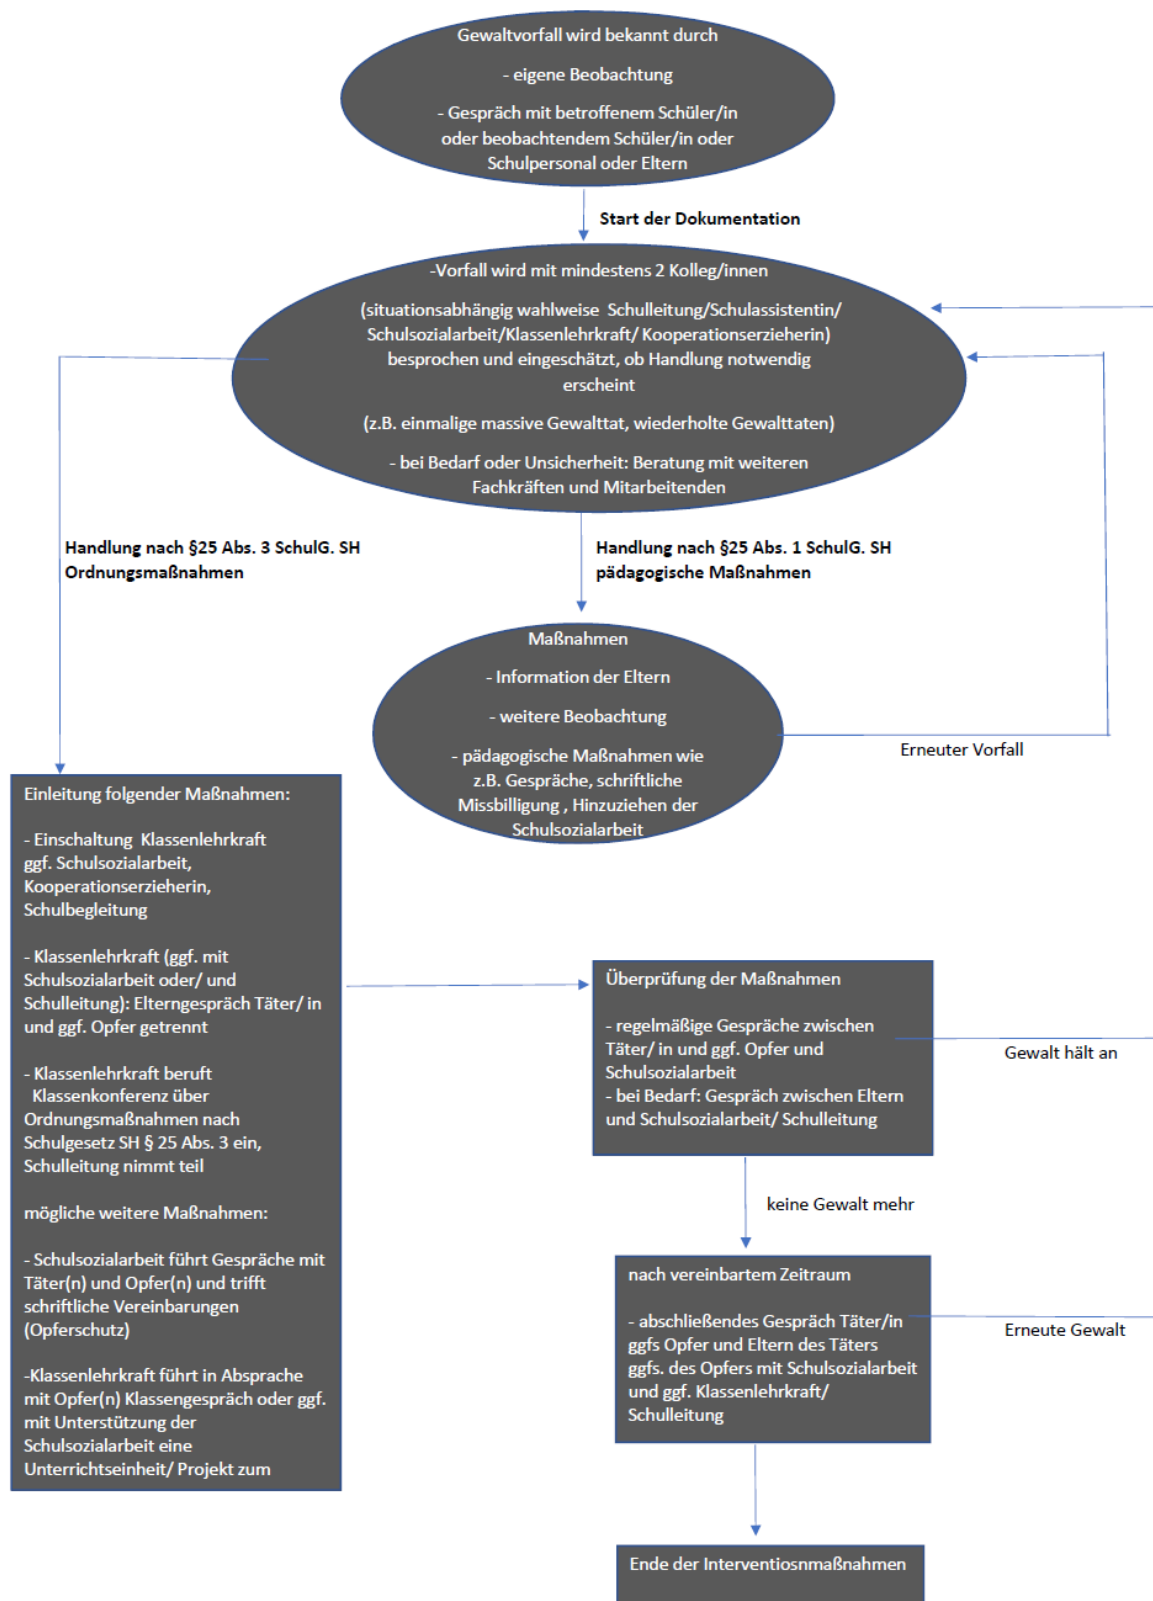 Gewaltvorfall wird bekannt durch
- eigene Beobachtung
- Gespräch mit betroffenem Schüler/in
oder beobachtendem Schüler/in oder
Schulpersonal oder Eltern
Start der Dokumentation
-Vorfall wird mit mindestens 2 Kolleg/innen
(situationsabhängig wahlweise Schulleitung/Schulassistentin/
Schulsozialarbeit/Klassenlehrkraft/ Kooperationserzieherin)
besprochen und eingeschätzt, ob Handlung notwendig
erscheint
(z.B. einmalige massive Gewalttat, wiederholte Gewalttaten)
- bei Bedarf oder Unsicherheit: Beratung mit weiteren
Fachkräften und Mitarbeitenden
Handlung nach §25 Abs. 3 SchulG. SH
Ordnungsmaßnahmen
Handlung nach §25 Abs. 1 SchulG. SH
pädagogische Maßnahmen
Maßnahmen
- Information der Eltern
- weitere Beobachtung
- pädagogische Maßnahmen wie
z.B. Gespräche, schriftliche
Missbilligung , Hinzuziehen der
Schulsozialarbeit
Erneuter Vorfall
Einleitung folgender Maßnahmen:
- Einschaltung Klassenlehrkraft
ggf. Schulsozialarbeit,
Kooperationserzieherin,
Schulbegleitung
- Klassenlehrkraft (ggf. mit
Schulsozialarbeit oder/ und
Schulleitung): Elterngespräch Täter/ in
und ggf. Opfer getrennt
- Klassenlehrkraft beruft
Klassenkonferenz über
Ordnungsmaßnahmen nach
Schulgesetz SH § 25 Abs. 3 ein,
Schulleitung nimmt teil
mögliche weitere Maßnahmen:
- Schulsozialarbeit führt Gespräche mit
Täter(n) und Opfer(n) und trifft
schriftliche Vereinbarungen
(Opferschutz)
-Klassenlehrkraft führt in Absprache
mit Opfer(n) Klassengespräch oder ggf.
mit Unterstützung der
Schulsozialarbeit eine
Unterrichtseinheit/ Projekt zum
Überprüfung der Maßnahmen
- regelmäßige Gespräche zwischen
Täter/ in und ggf. Opfer und
Schulsozialarbeit
- bei Bedarf: Gespräch zwischen Eltern
und Schulsozialarbeit/ Schulleitung
Gewalt hält an
keine Gewalt mehr
nach vereinbartem Zeitraum
- abschließendes Gespräch Täter/in
ggfs Opfer und Eltern des Täters
ggfs. des Opfers mit Schulsozialarbeit
und ggf. Klassenlehrkraft/
Schulleitung
Erneute Gewalt
Ende der Interventiosnmaßnahmen